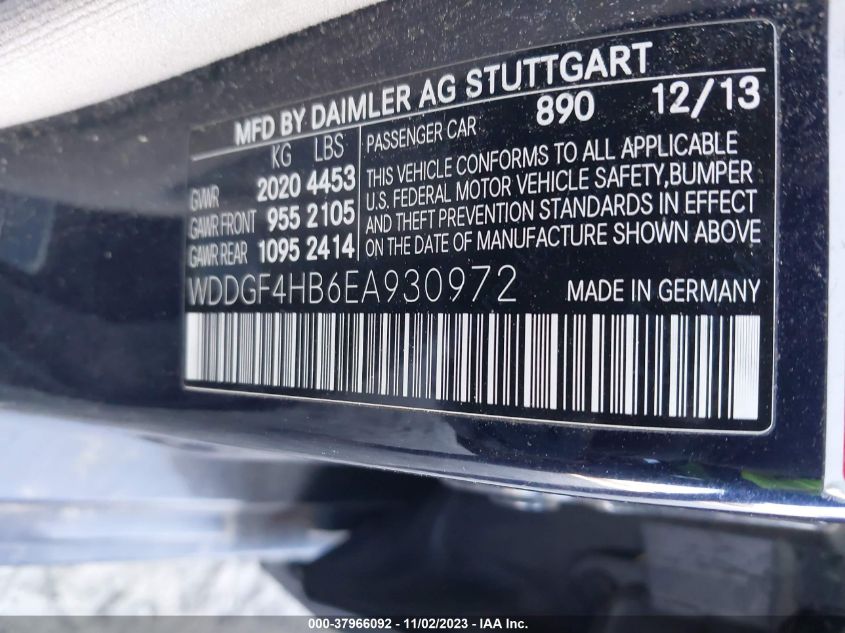 MFD BY DAIMLER AG STUTTGART 890 12/13
KG LBS
GVWR 2020 4453
GAWR FRONT 955 2105
GAWR REAR 1095 2414
PASSENGER CAR
THIS VEHICLE CONFORMS TO ALL APPLICABLE
U.S. FEDERAL MOTOR VEHICLE SAFETY,BUMPER
AND THEFT PREVENTION STANDARDS IN EFFECT
ON THE DATE OF MANUFACTURE SHOWN ABOVE
WDDGF4HB6EA930972 MADE IN GERMANY
000-37966092 - 11/02/2023 - IAA Inc.